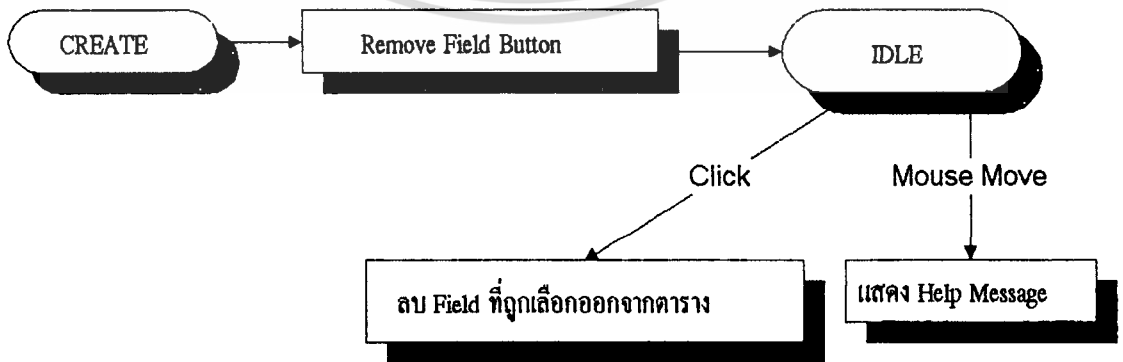 CREATE
Remove Field Button
IDLE
Click
Mouse Move
ลบ Field ที่ถูกเลือกออกจากตาราง
แสดง Help Message